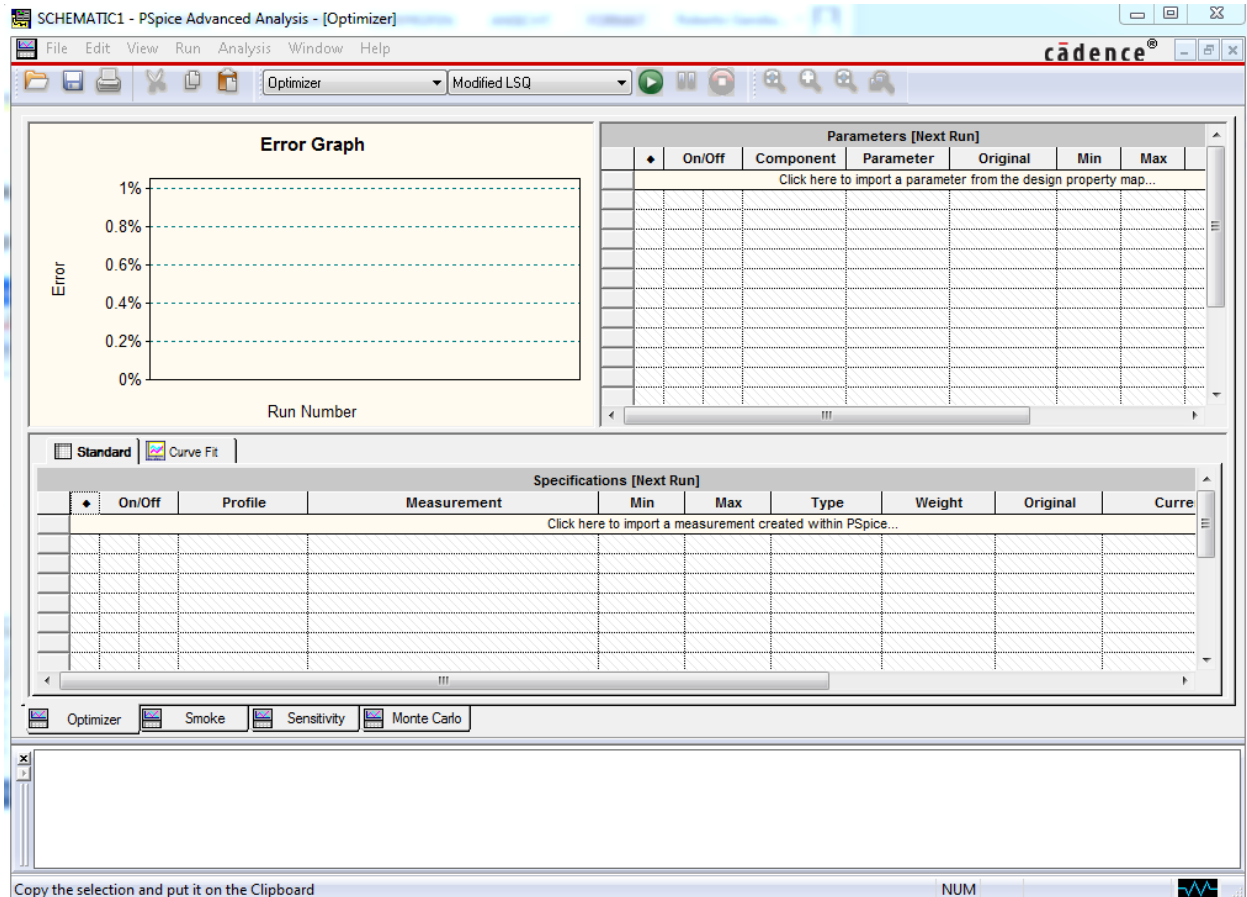 SCHEMATIC1 - PSpice Advanced Analysis - [Optimizer]
File Edit View Run Analysis Window Help
cādence®
Optimizer Modified LSQ
Error Graph
1%
0.8%
0.6%
0.4%
0.2%
0%
Error
Run Number
Parameters [Next Run]
On/Off Component Parameter Original Min Max
Click here to import a parameter from the design property map...
Standard Curve Fit
Specifications [Next Run]
On/Off Profile Measurement Min Max Type Weight Original Curre
Click here to import a measurement created within PSpice...
Optimizer Smoke Sensitivity Monte Carlo
Copy the selection and put it on the Clipboard NUM